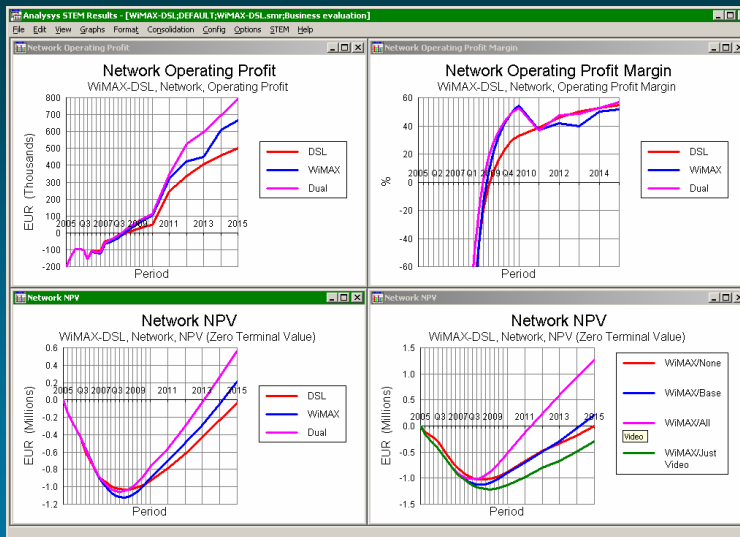 Analysys STEM Results - [WiMAX-DSL;DEFAULT;WiMAX-DSL.smr;Business evaluation]
File Edit View Graphs Format Consolidation Config Options STEM Help
Network Operating Profit
Network Operating Profit
WiMAX-DSL, Network, Operating Profit
EUR (Thousands)
800
700
600
500
400
300
200
100
0
-100
-200
2005 Q3 2007 Q3 2009 2011 2013 2015
Period
DSL
WiMAX
Dual
Network Operating Profit Margin
Network Operating Profit Margin
WiMAX-DSL, Network, Operating Profit Margin
%
60
40
20
0
-20
-40
-60
2005 Q2 2007 Q1 2009 Q4 2010 2012 2014
Period
DSL
WiMAX
Dual
Network NPV
Network NPV
WiMAX-DSL, Network, NPV (Zero Terminal Value)
EUR (Millions)
0.6
0.4
0.2
0.0
-0.2
-0.4
-0.6
-0.8
-1.0
-1.2
2005 Q3 2007 Q3 2009 2011 2013 2015
Period
DSL
WiMAX
Dual
Network NPV
Network NPV
WiMAX-DSL, Network, NPV (Zero Terminal Value)
EUR (Millions)
1.5
1.0
0.5
0.0
-0.5
-1.0
-1.5
2005 Q3 2007 Q3 2009 2011 2013 2015
Period
WiMAX/None
WiMAX/Base
WiMAX/All
Video
WiMAX/Just
Video